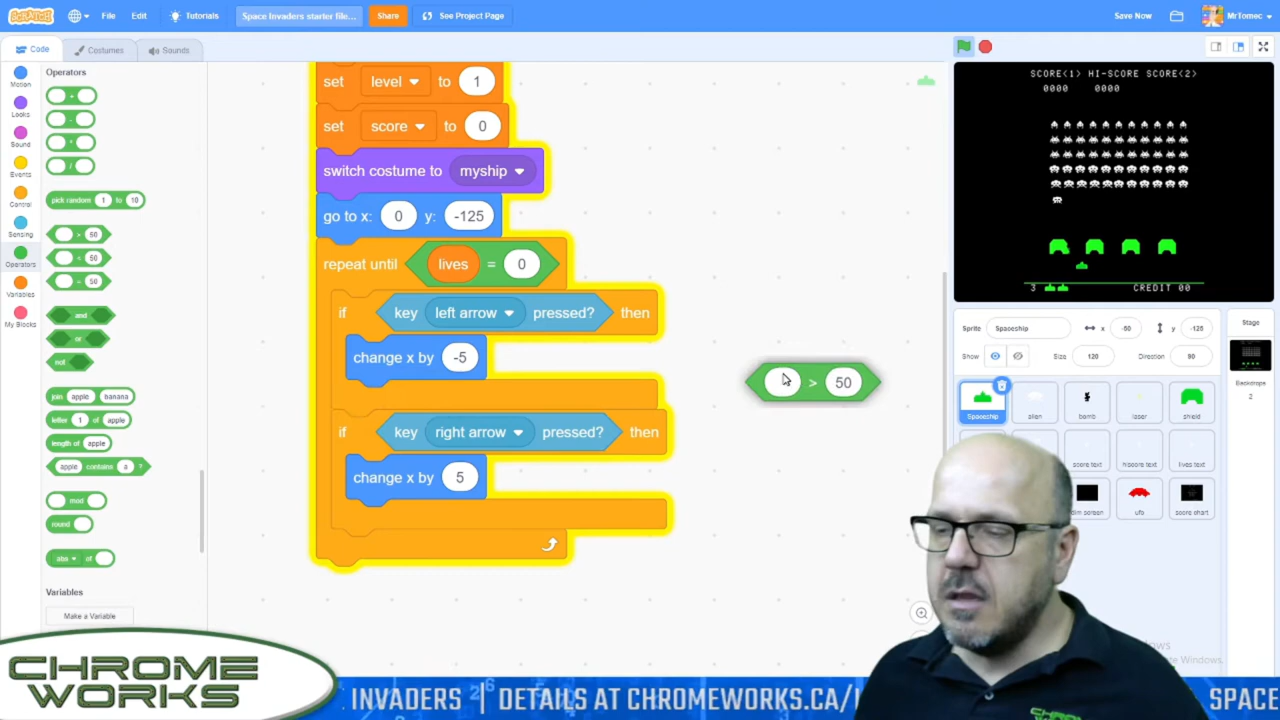 SCRATCH
File
Edit
Tutorials
Space Invaders starter file...
Share
See Project Page
Save Now
MrTomec
Code
Costumes
Sounds
Motion
Looks
Sound
Events
Control
Sensing
Operators
Variables
My Blocks
Operators
+
-
*
/
pick random 1 to 10
> 50
< 50
= 50
and
or
not
join apple banana
letter 1 of apple
length of apple
apple contains a ?
mod
round
abs of
Variables
Make a Variable
set level to 1
set score to 0
switch costume to myship
go to x: 0 y: -125
repeat until lives = 0
if key left arrow pressed? then
change x by -5
if key right arrow pressed? then
change x by 5
> 50
SCORE<1> HI-SCORE SCORE<2>
0000 0000
3 CREDIT 00
Sprite Spaceship x -50 y -125
Show Size 120 Direction 90
Stage
Backdrops
2
Spaceship
alien
bomb
laser
shield
score text
hiscore text
lives text
dim screen
ufo
score chart
CHROME
WORKS
INVADERS | DETAILS AT CHROMEWORKS.CA/
SPACE